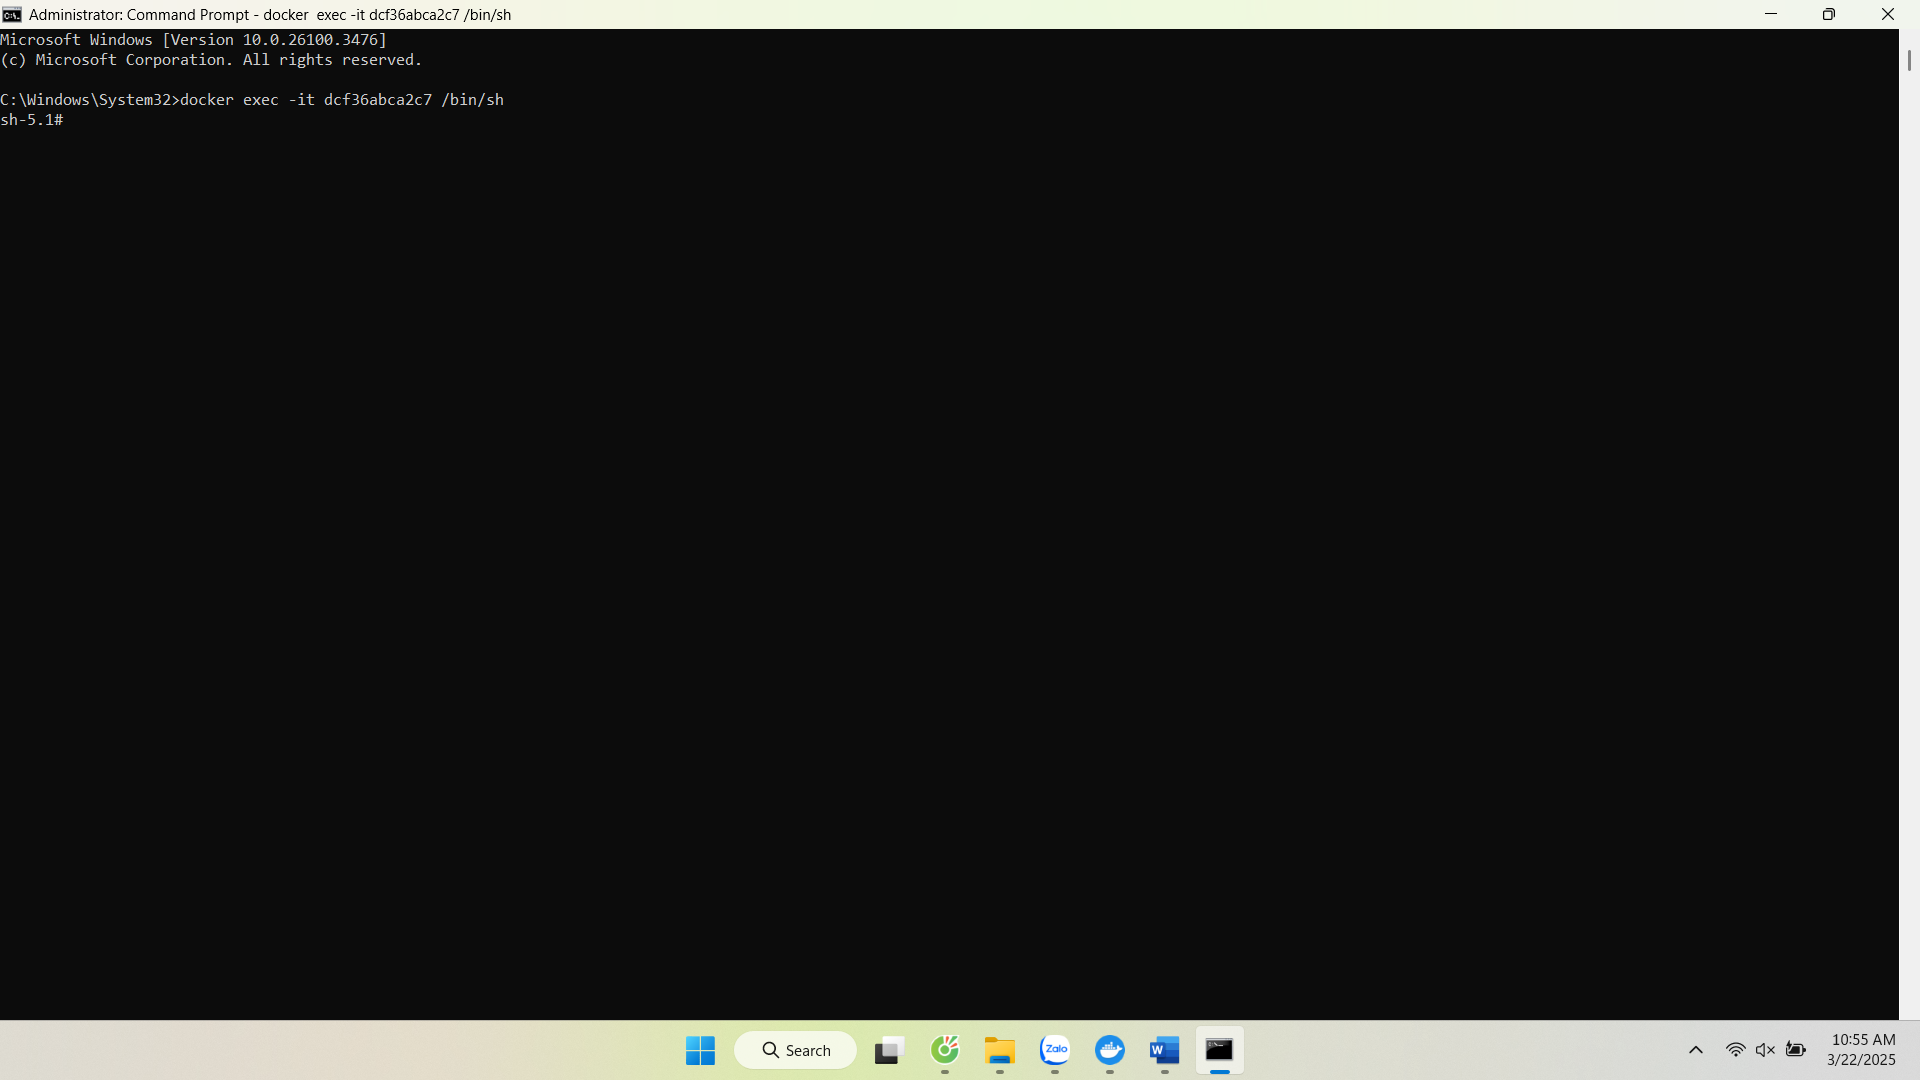 Administrator: Command Prompt - docker  exec -it dcf36abca2c7 /bin/sh
Microsoft Windows [Version 10.0.26100.3476]
(c) Microsoft Corporation. All rights reserved.
C:\Windows\System32>docker exec -it dcf36abca2c7 /bin/sh
sh-5.1#
Search
Zalo
W
10:55 AM
3/22/2025